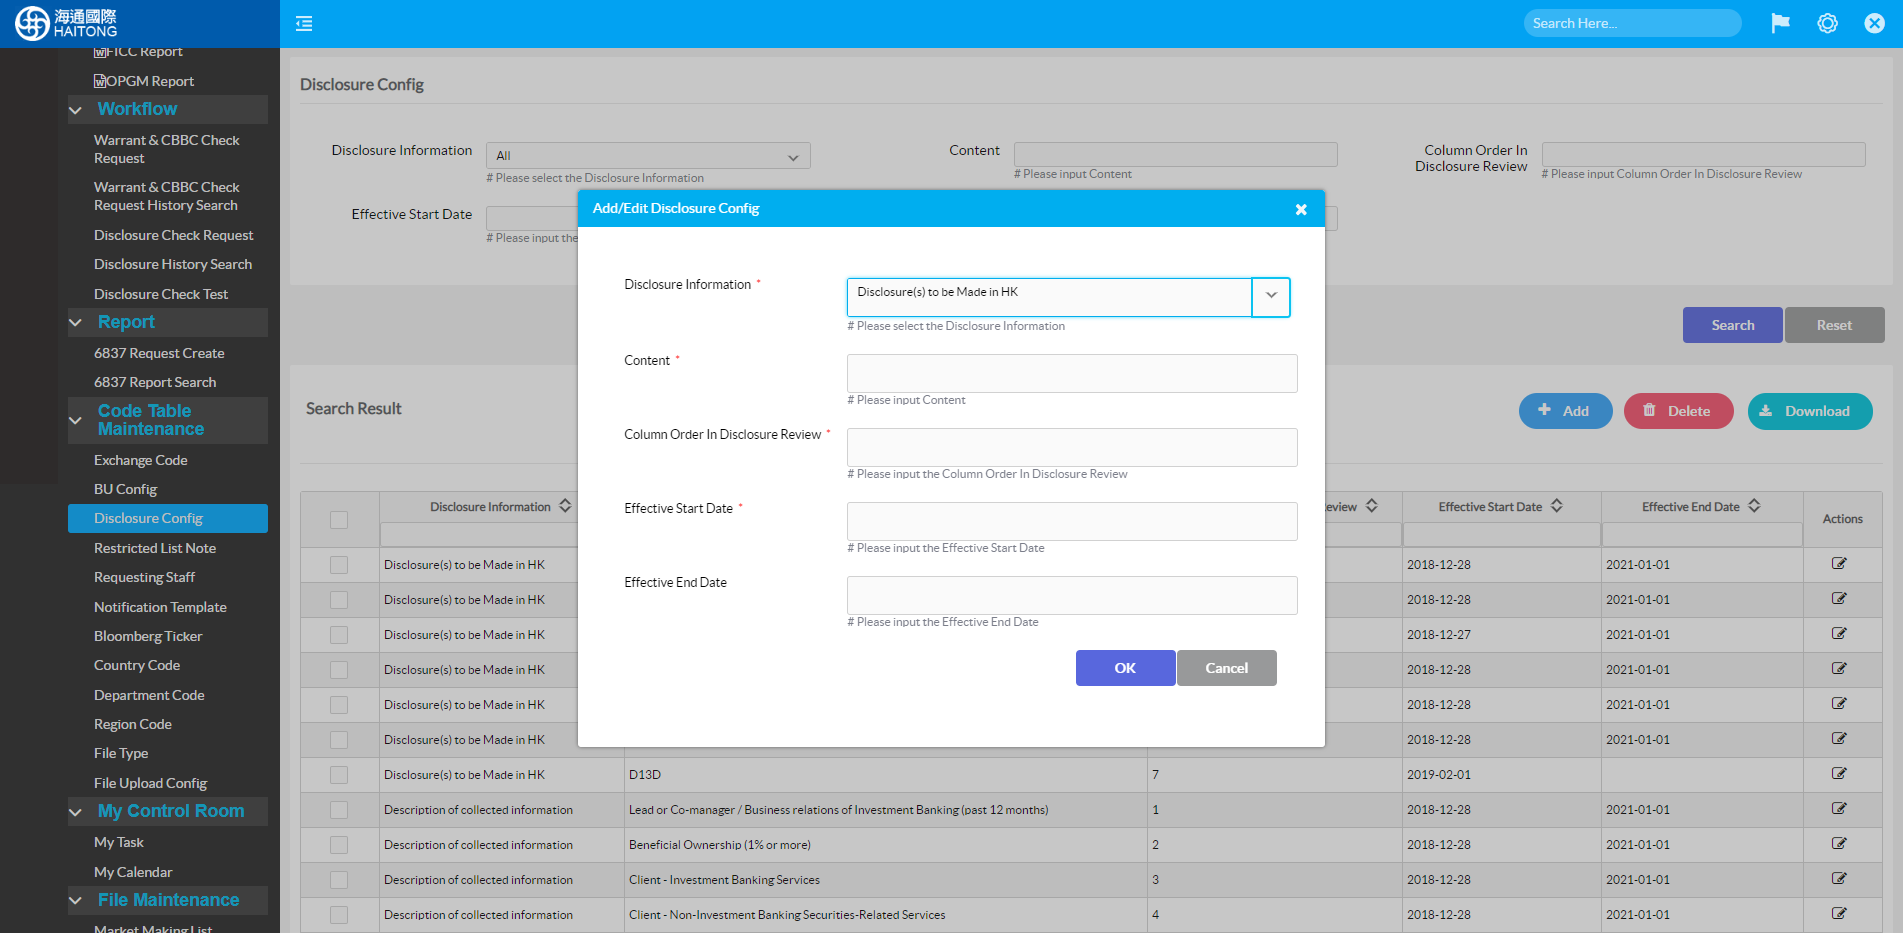 海通國際
HAITONG
Search Here...
FICC Report
OPGM Report
Workflow
Warrant & CBBC Check
Request
Warrant & CBBC Check
Request History Search
Disclosure Check Request
Disclosure History Search
Disclosure Check Test
Report
6837 Request Create
6837 Report Search
Code Table
Maintenance
Exchange Code
BU Config
Disclosure Config
Restricted List Note
Requesting Staff
Notification Template
Bloomberg Ticker
Country Code
Department Code
Region Code
File Type
File Upload Config
My Control Room
My Task
My Calendar
File Maintenance
Market Making List
Disclosure Config
Disclosure Information All
# Please select the Disclosure Information
Content
# Please input Content
Column Order In
Disclosure Review
# Please input Column Order In Disclosure Review
Effective Start Date
# Please input the
Search Reset
Search Result
Add Delete Download
Disclosure Information eview Effective Start Date Effective End Date Actions
Disclosure(s) to be Made in HK 2018-12-28 2021-01-01
Disclosure(s) to be Made in HK 2018-12-28 2021-01-01
Disclosure(s) to be Made in HK 2018-12-27 2021-01-01
Disclosure(s) to be Made in HK 2018-12-28 2021-01-01
Disclosure(s) to be Made in HK 2018-12-28 2021-01-01
Disclosure(s) to be Made in HK 2018-12-28 2021-01-01
Disclosure(s) to be Made in HK D13D 7 2019-02-01
Description of collected information Lead or Co-manager / Business relations of Investment Banking (past 12 months) 1 2018-12-28 2021-01-01
Description of collected information Beneficial Ownership (1% or more) 2 2018-12-28 2021-01-01
Description of collected information Client - Investment Banking Services 3 2018-12-28 2021-01-01
Description of collected information Client - Non-Investment Banking Securities-Related Services 4 2018-12-28 2021-01-01
Add/Edit Disclosure Config
Disclosure Information * Disclosure(s) to be Made in HK
# Please select the Disclosure Information
Content *
# Please input Content
Column Order In Disclosure Review *
# Please input the Column Order In Disclosure Review
Effective Start Date *
# Please input the Effective Start Date
Effective End Date
# Please input the Effective End Date
OK Cancel